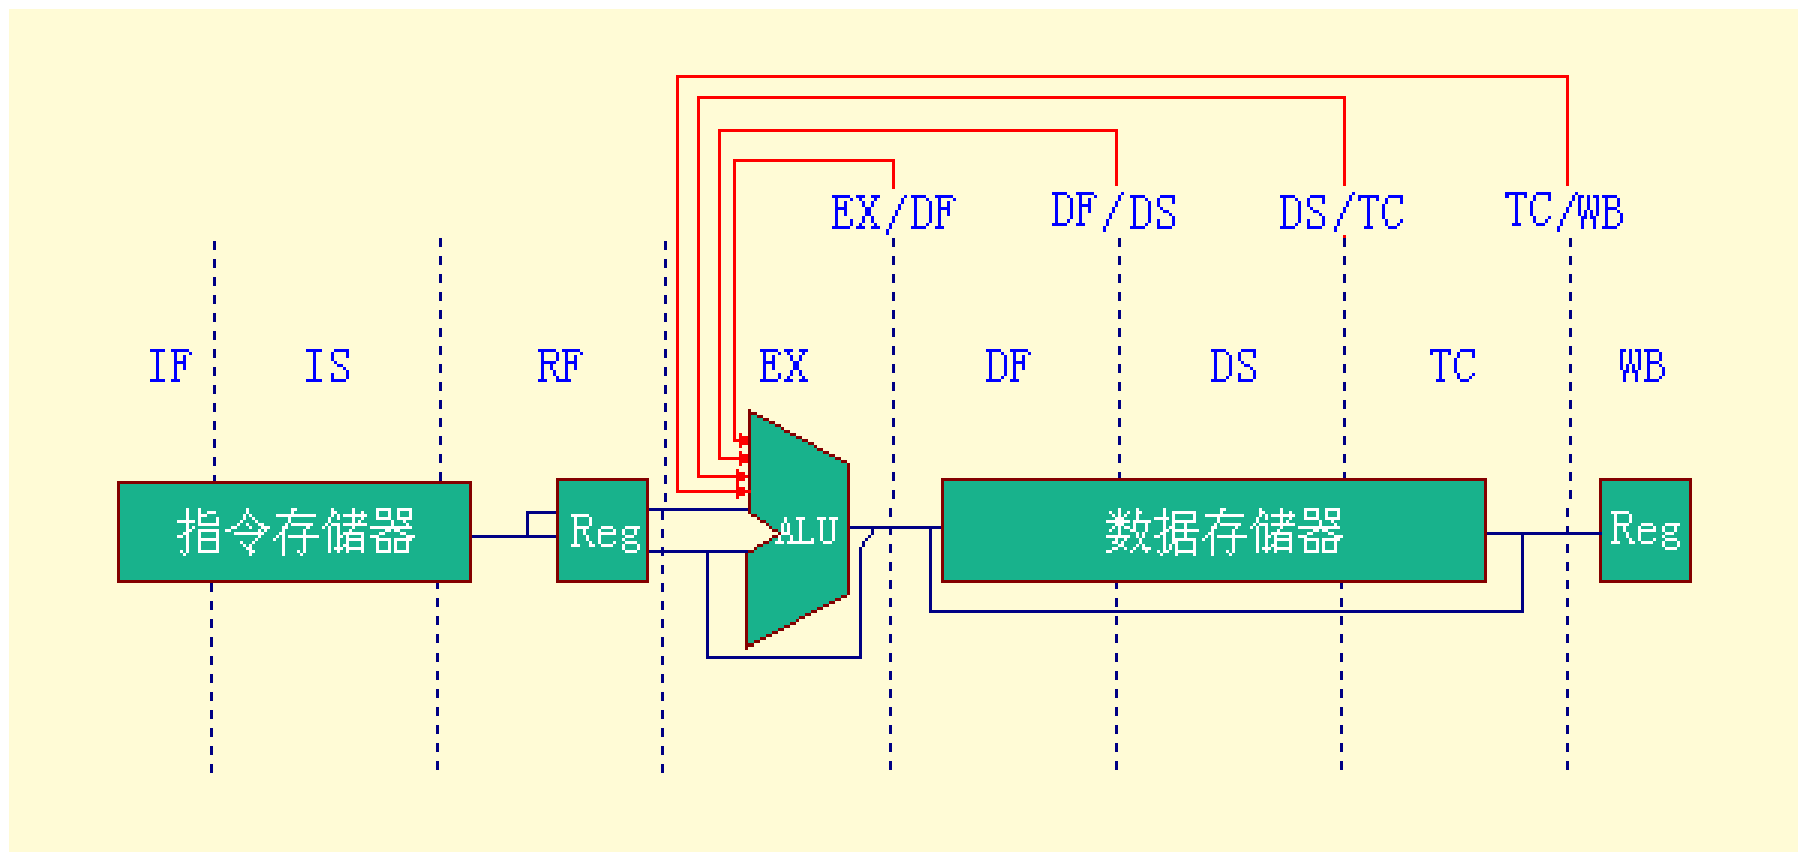 EX/DF DF/DS DS/TC TC/WB
IF IS RF EX DF DS TC WB
指令存储器 Reg ALU 数据存储器 Reg